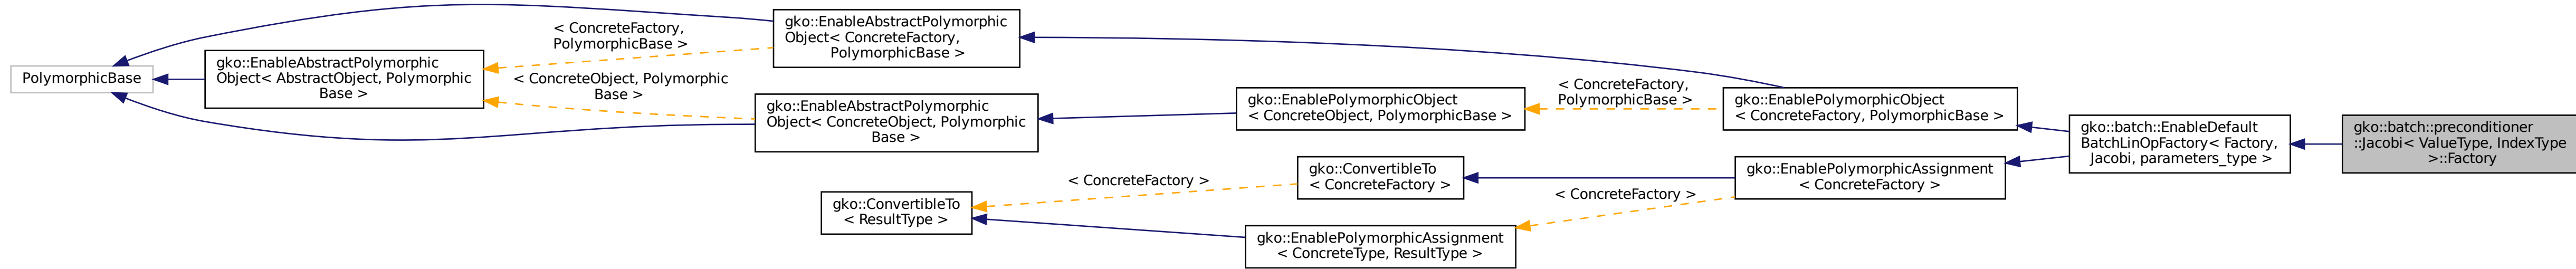 PolymorphicBase
gko::EnableAbstractPolymorphic
Object< AbstractObject, Polymorphic
Base >
< ConcreteFactory,
PolymorphicBase >
< ConcreteObject, Polymorphic
Base >
gko::EnableAbstractPolymorphic
Object< ConcreteFactory,
PolymorphicBase >
gko::EnableAbstractPolymorphic
Object< ConcreteObject, Polymorphic
Base >
gko::ConvertibleTo
< ResultType >
< ConcreteFactory >
gko::EnablePolymorphicObject
< ConcreteObject, PolymorphicBase >
gko::ConvertibleTo
< ConcreteFactory >
gko::EnablePolymorphicAssignment
< ConcreteType, ResultType >
< ConcreteFactory,
PolymorphicBase >
< ConcreteFactory >
gko::EnablePolymorphicObject
< ConcreteFactory, PolymorphicBase >
gko::EnablePolymorphicAssignment
< ConcreteFactory >
gko::batch::EnableDefault
BatchLinOpFactory< Factory,
Jacobi, parameters_type >
gko::batch::preconditioner
::Jacobi< ValueType, IndexType
>::Factory